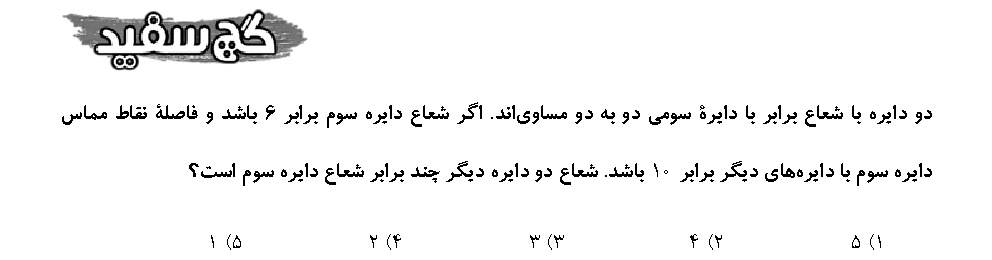 گچ سفید
دو دایره با شعاع برابر با دایرهٔ سومی دو به دو مساوی‌اند. اگر شعاع دایره سوم برابر ۶ باشد و فاصلهٔ نقاط مماس
دایره سوم با دایره‌های دیگر برابر ۱۰ باشد. شعاع دو دایره دیگر چند برابر شعاع دایره سوم است؟
۱) ۵ ۲) ۴ ۳) ۳ ۴) ۲ ۵) ۱